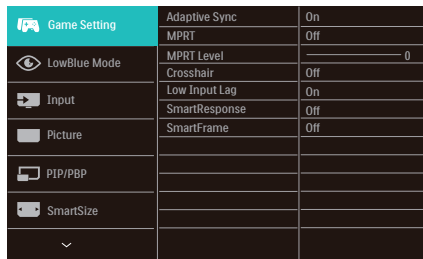 Game Setting
LowBlue Mode
Input
Picture
PIP/PBP
SmartSize
Adaptive Sync On
MPRT Off
MPRT Level 0
Crosshair Off
Low Input Lag On
SmartResponse Off
SmartFrame Off